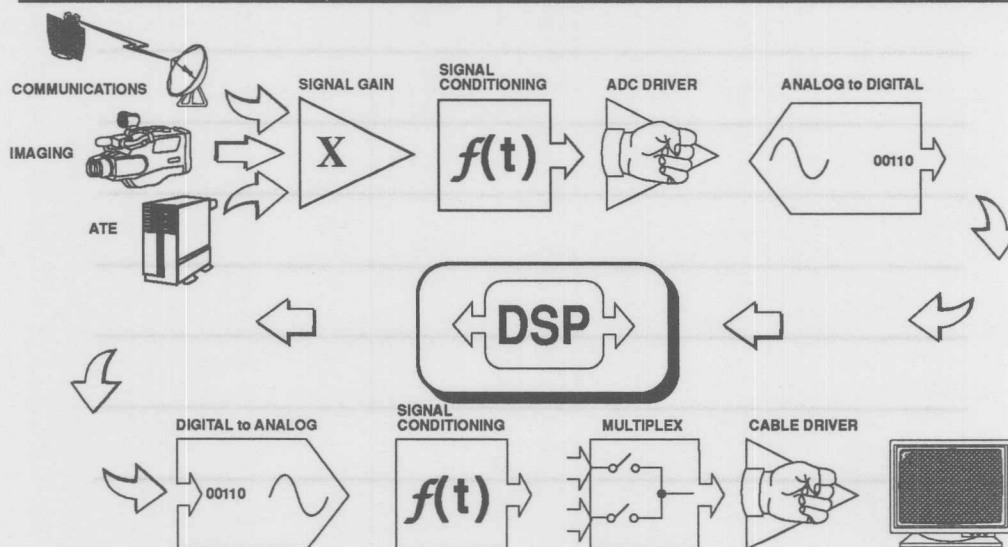 COMMUNICATIONS
IMAGING
ATE
SIGNAL GAIN
X
SIGNAL
CONDITIONING
f(t)
ADC DRIVER
ANALOG to DIGITAL
00110
DSP
DIGITAL to ANALOG
00110
SIGNAL
CONDITIONING
f(t)
MULTIPLEX
CABLE DRIVER